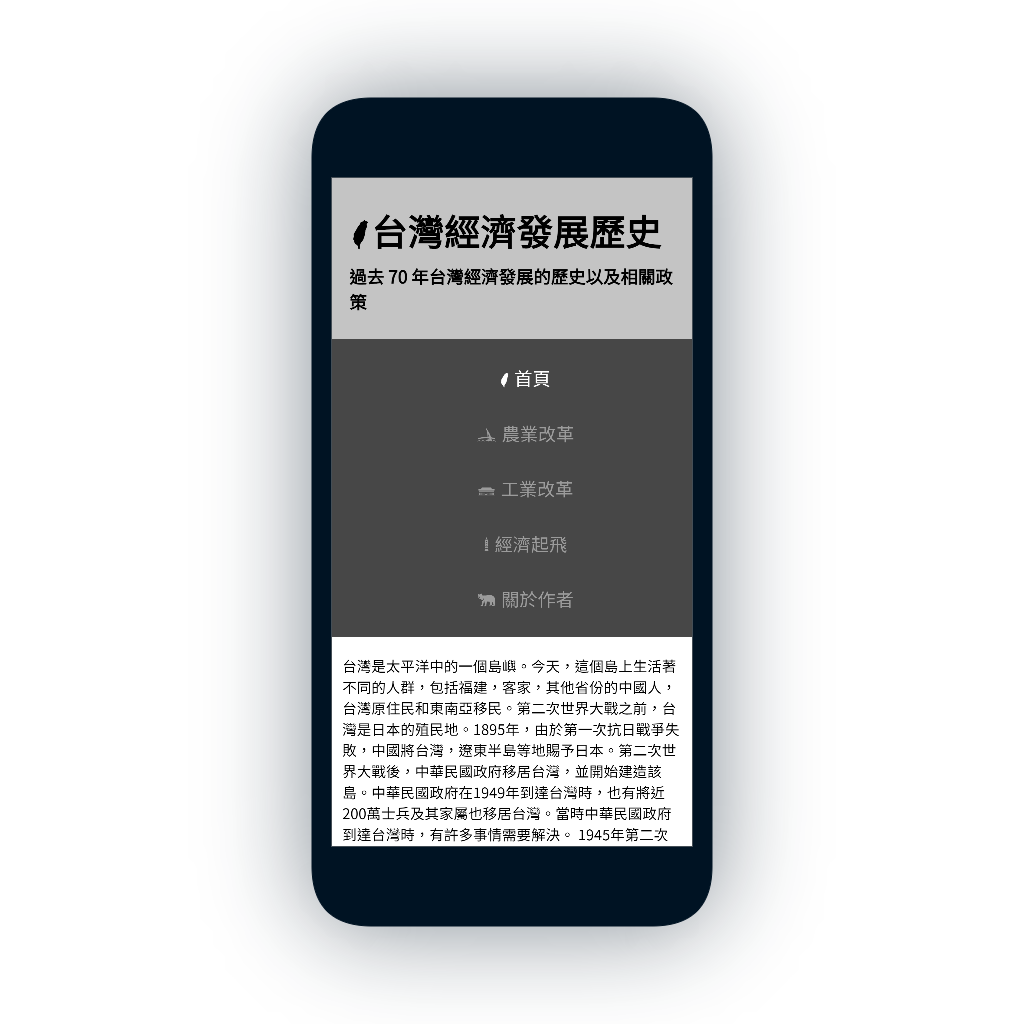 台灣經濟發展歷史
過去 70 年台灣經濟發展的歷史以及相關政
策
首頁
農業改革
工業改革
經濟起飛
關於作者
台灣是太平洋中的一個島嶼。今天，這個島上生活著
不同的人群，包括福建，客家，其他省份的中國人，
台灣原住民和東南亞移民。第二次世界大戰之前，台
灣是日本的殖民地。1895年，由於第一次抗日戰爭失
敗，中國將台灣，遼東半島等地賜予日本。第二次世
界大戰後，中華民國政府移居台灣，並開始建造該
島。中華民國政府在1949年到達台灣時，也有將近
200萬士兵及其家屬也移居台灣。當時中華民國政府
到達台灣時，有許多事情需要解決。 1945年第二次